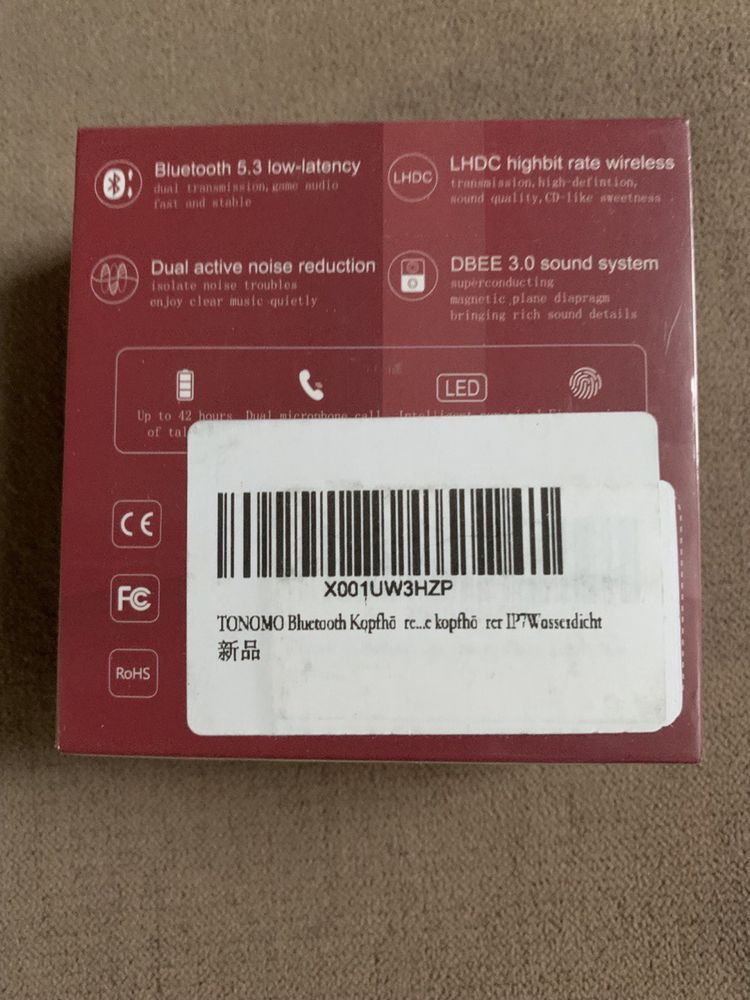 Bluetooth 5.3 low-latency
dual transmission,game audio
fast and stable
LHDC
LHDC highbit rate wireless
transmission,high-defintion,
sound quality,CD-like sweetness
Dual active noise reduction
isolate noise troubles
enjoy clear music quietly
DBEE 3.0 sound system
superconducting
magnetic plane diapragm
bringing rich sound details
LED
Up to 42 hours
of tal
Dual microphone call
CE
FC
RoHS
X001UW3HZP
TONOMO Bluetooth Kopfhö rc...c kopfhö rer IP7Wasserdicht
新品